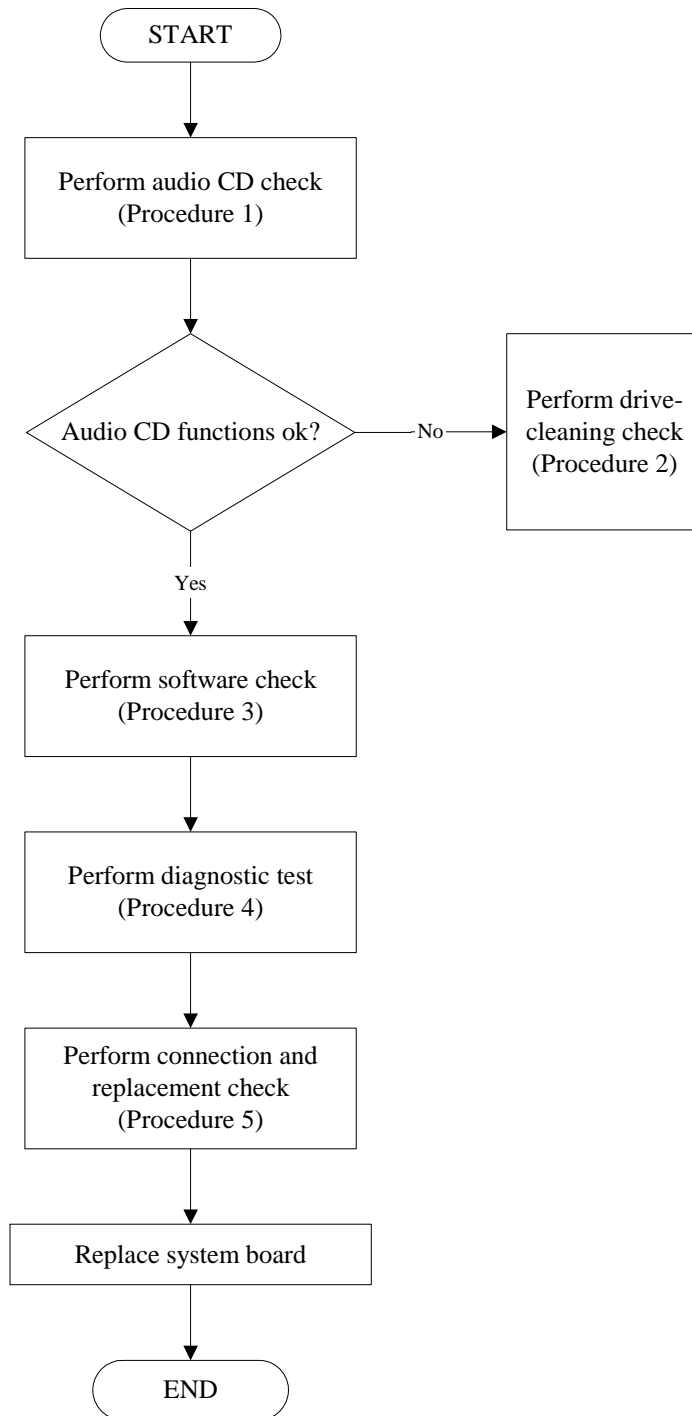 START
Perform audio CD check
(Procedure 1)
Audio CD functions ok?
No
Perform drive-
cleaning check
(Procedure 2)
Yes
Perform software check
(Procedure 3)
Perform diagnostic test
(Procedure 4)
Perform connection and
replacement check
(Procedure 5)
Replace system board
END